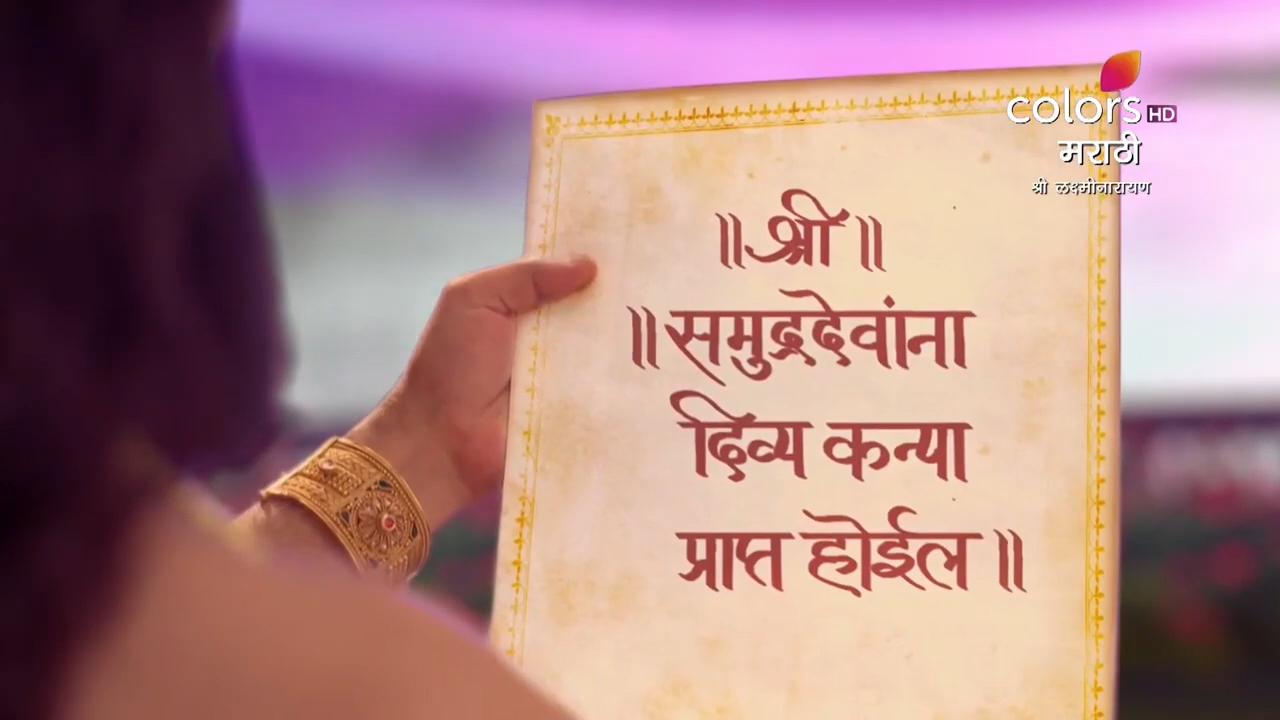 colors HD
मराठी
श्री लक्ष्मीनारायण
॥ श्री ॥
॥ समुद्रदेवांना
दिव्य कन्या
प्राप्त होईल ॥